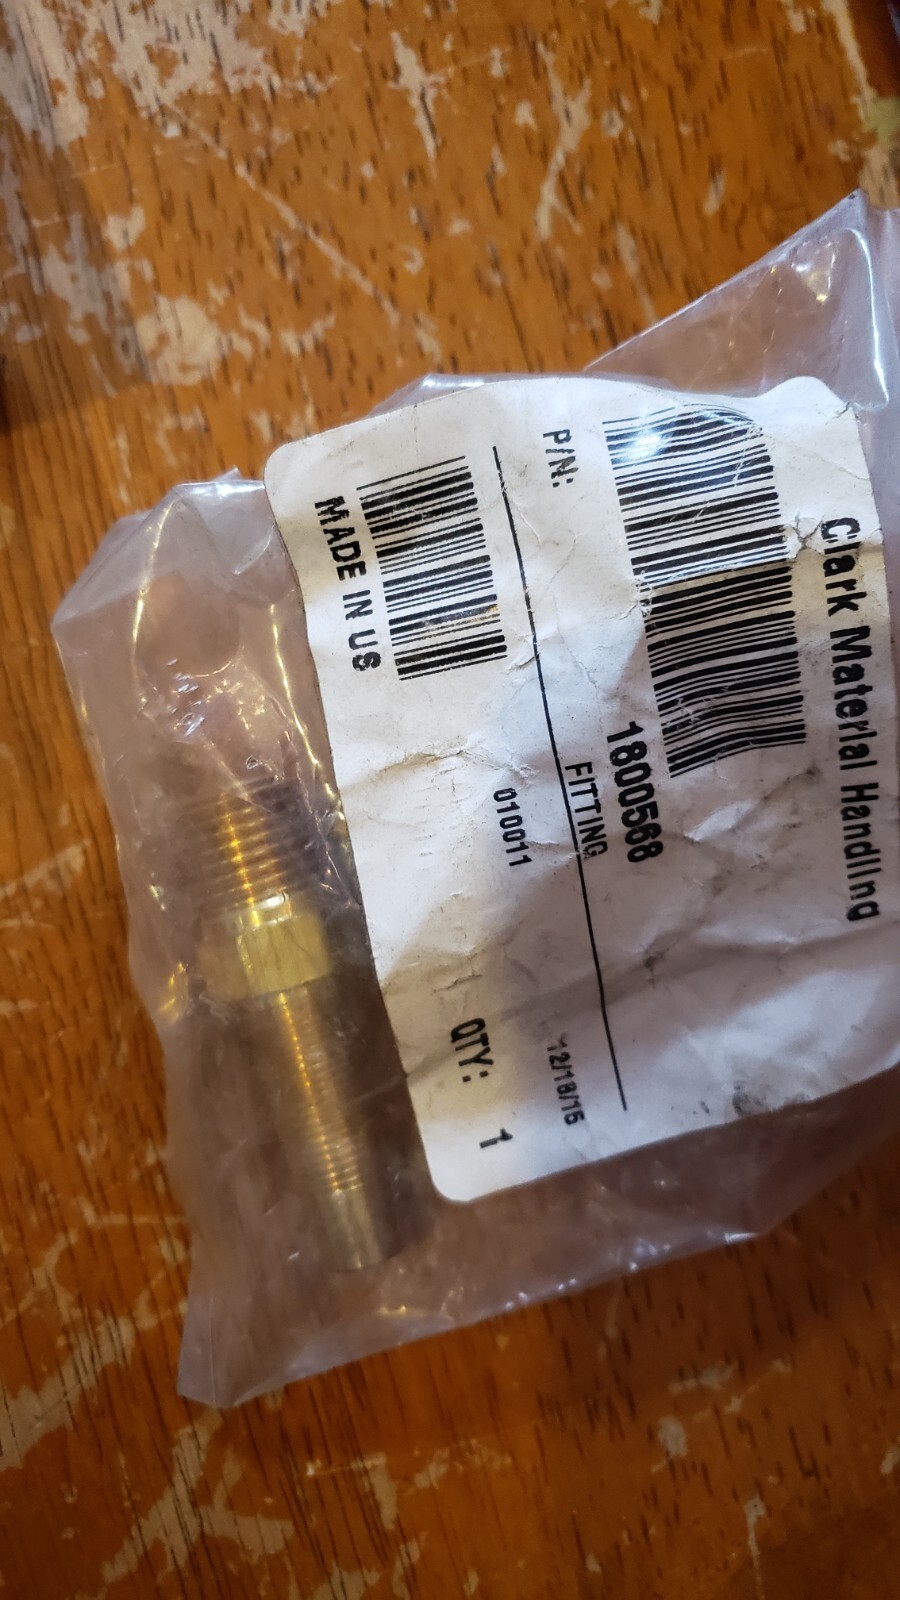 Clark Material Handling
P/N: 1800568
FITTING
12/18/15
010011
MADE IN US
QTY: 1